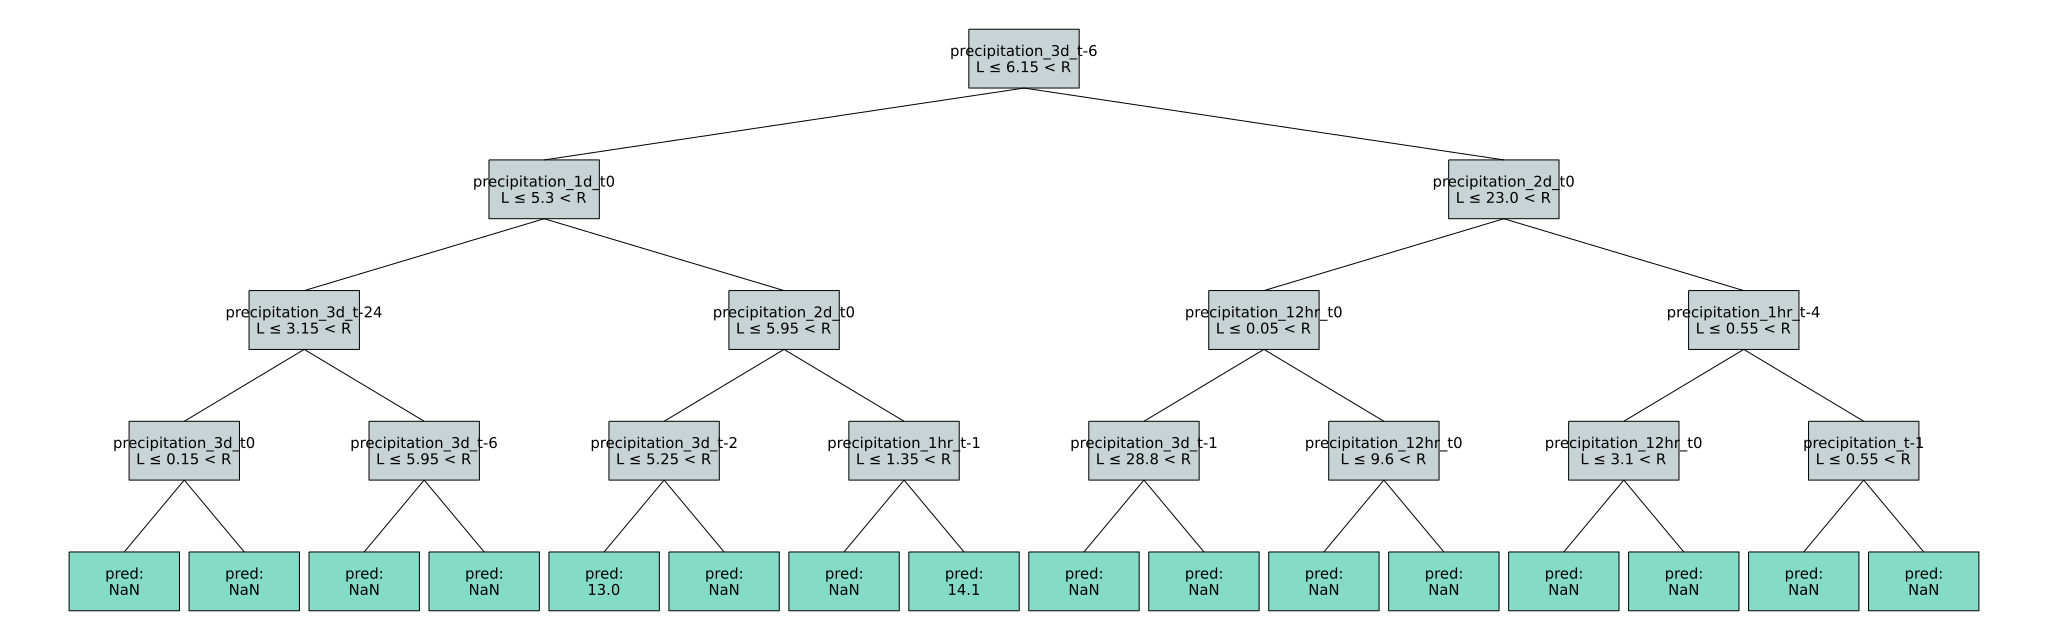 precipitation_3d_t-6
L ≤ 6.15 < R
precipitation_1d_t0
L ≤ 5.3 < R
precipitation_2d_t0
L ≤ 23.0 < R
precipitation_3d_t-24
L ≤ 3.15 < R
precipitation_2d_t0
L ≤ 5.95 < R
precipitation_12hr_t0
L ≤ 0.05 < R
precipitation_1hr_t-4
L ≤ 0.55 < R
precipitation_3d_t0
L ≤ 0.15 < R
precipitation_3d_t-6
L ≤ 5.95 < R
precipitation_3d_t-2
L ≤ 5.25 < R
precipitation_1hr_t-1
L ≤ 1.35 < R
precipitation_3d_t-1
L ≤ 28.8 < R
precipitation_12hr_t0
L ≤ 9.6 < R
precipitation_12hr_t0
L ≤ 3.1 < R
precipitation_t-1
L ≤ 0.55 < R
pred:
NaN
pred:
NaN
pred:
NaN
pred:
NaN
pred:
13.0
pred:
NaN
pred:
NaN
pred:
14.1
pred:
NaN
pred:
NaN
pred:
NaN
pred:
NaN
pred:
NaN
pred:
NaN
pred:
NaN
pred:
NaN